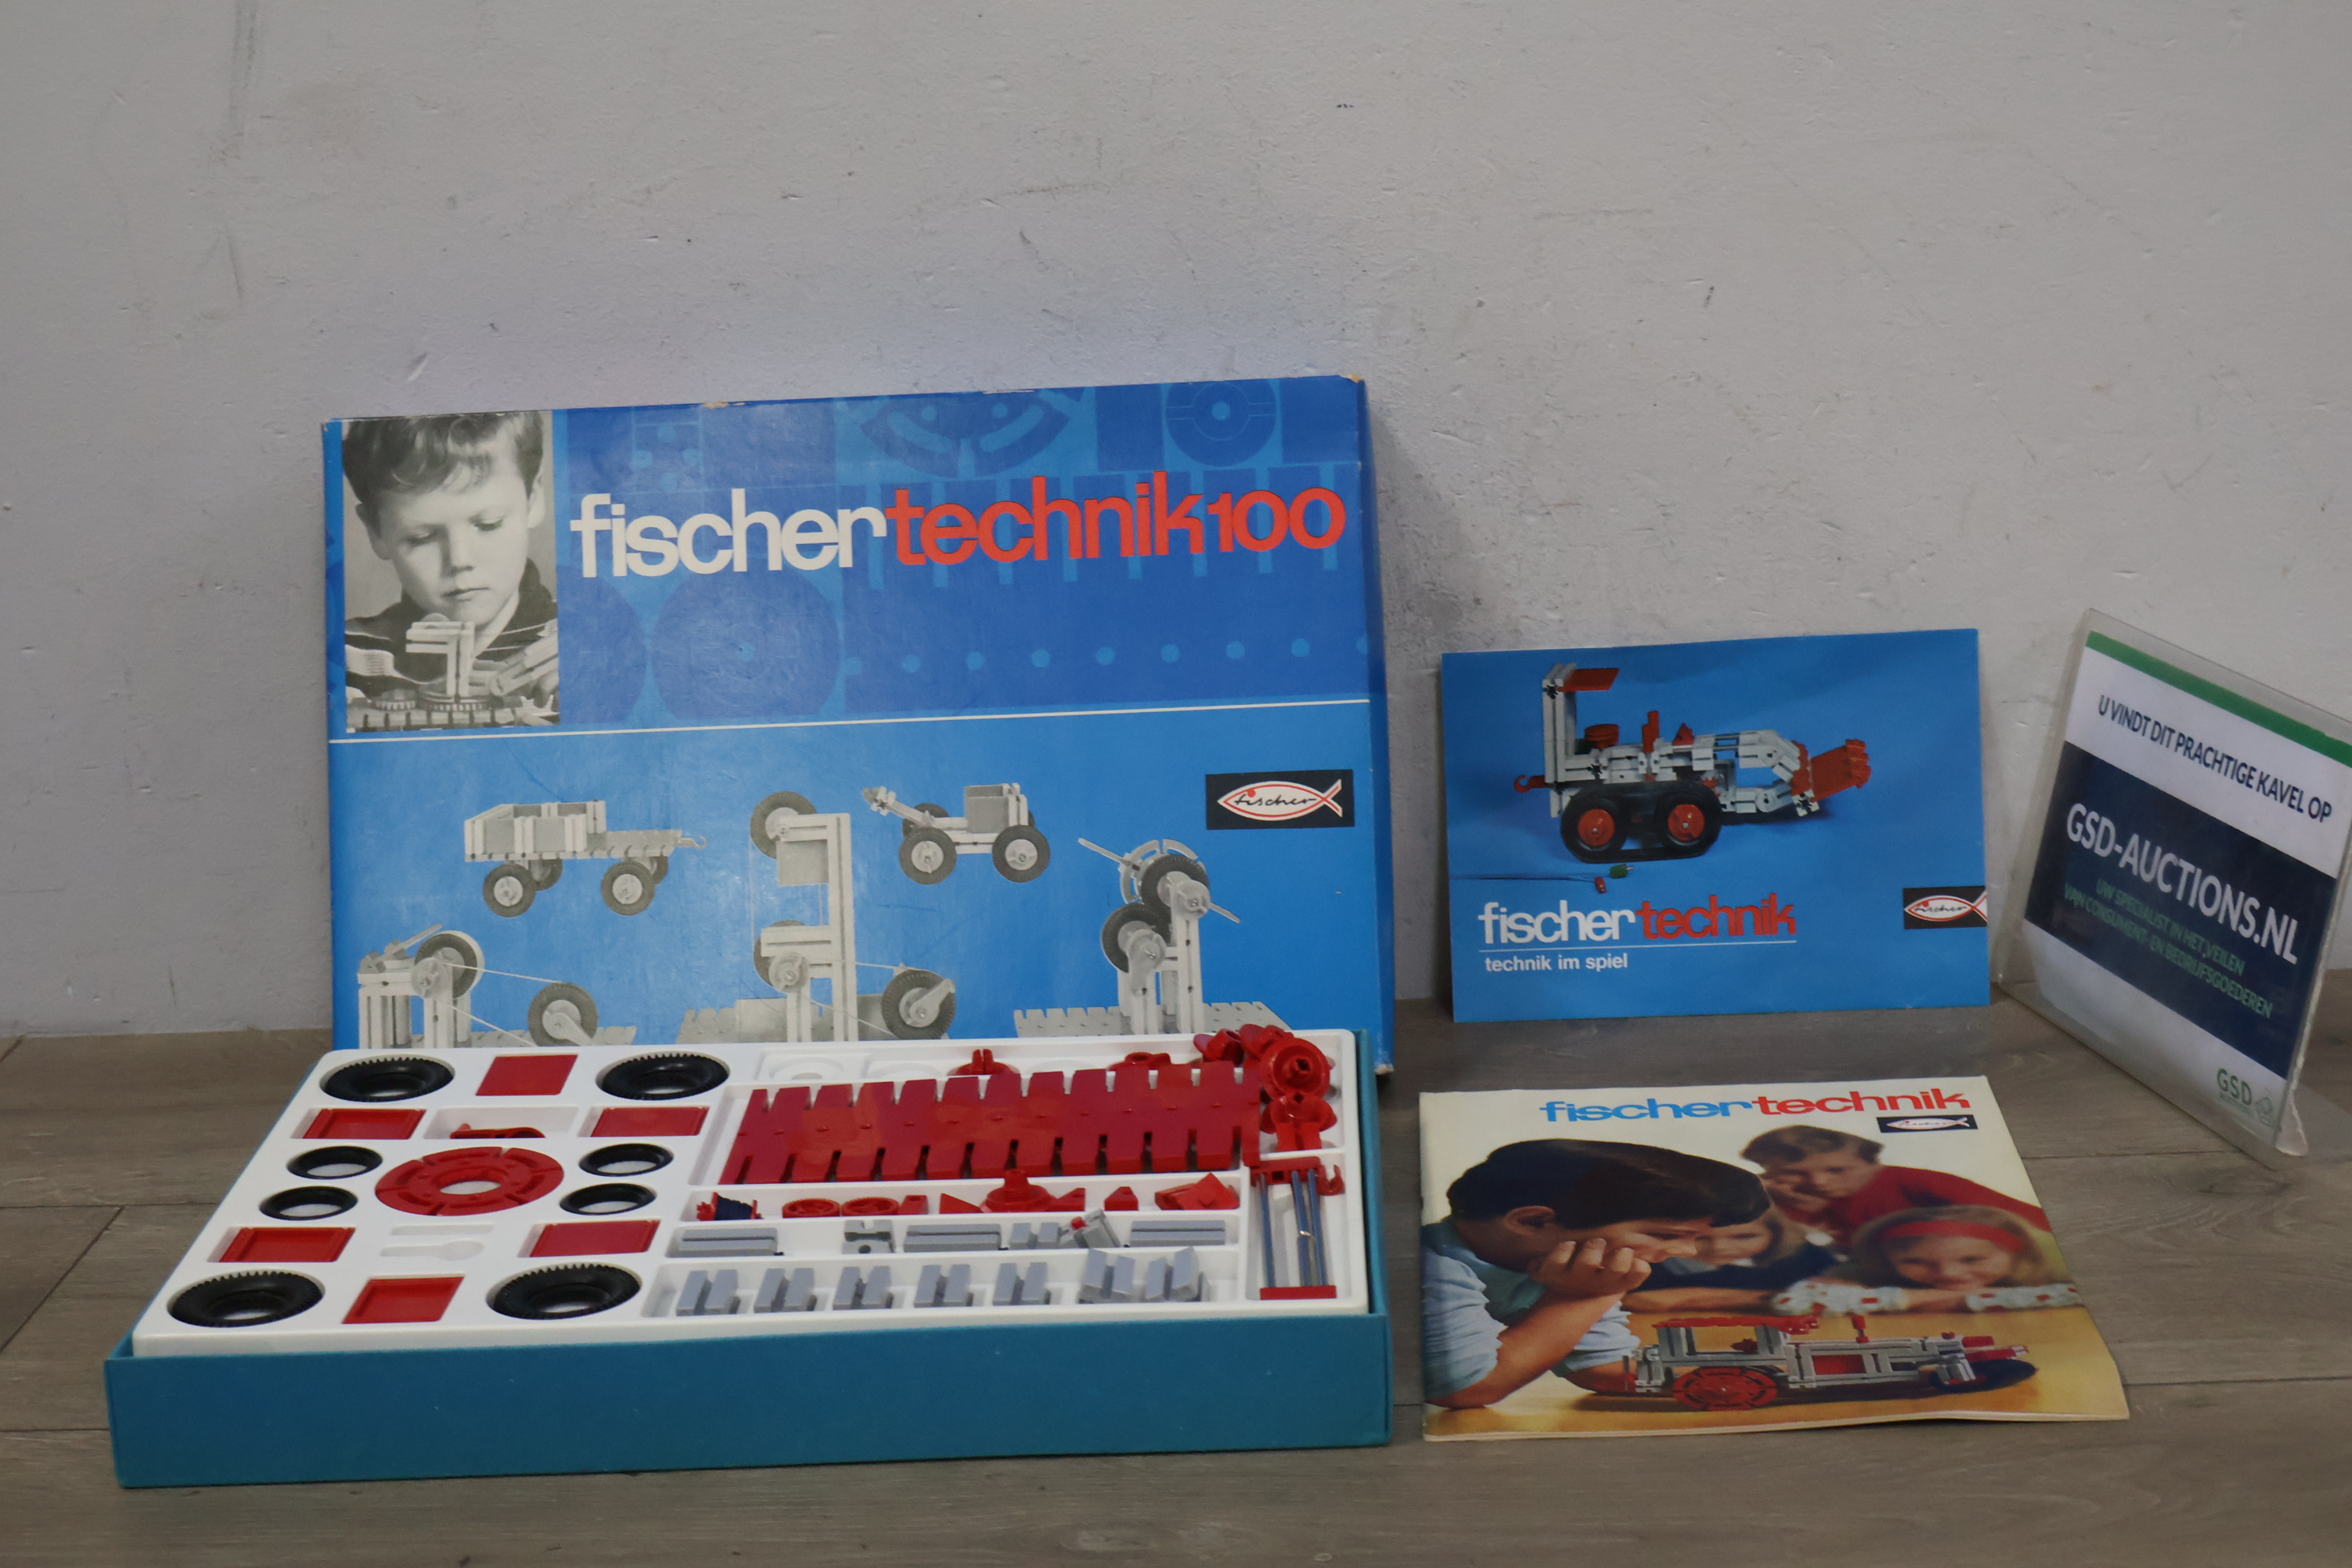 fischertechnik100
fischer
fischertechnik
technik im spiel
fischer
fischertechnik
fischer
U VINDT DIT PRACHTIGE KAVEL OP
GSD-AUCTIONS.NL
UW SPECIALIST IN HET VEILEN
VAN CONSUMENT- EN BEDRIJFSGOEDEREN
GSD